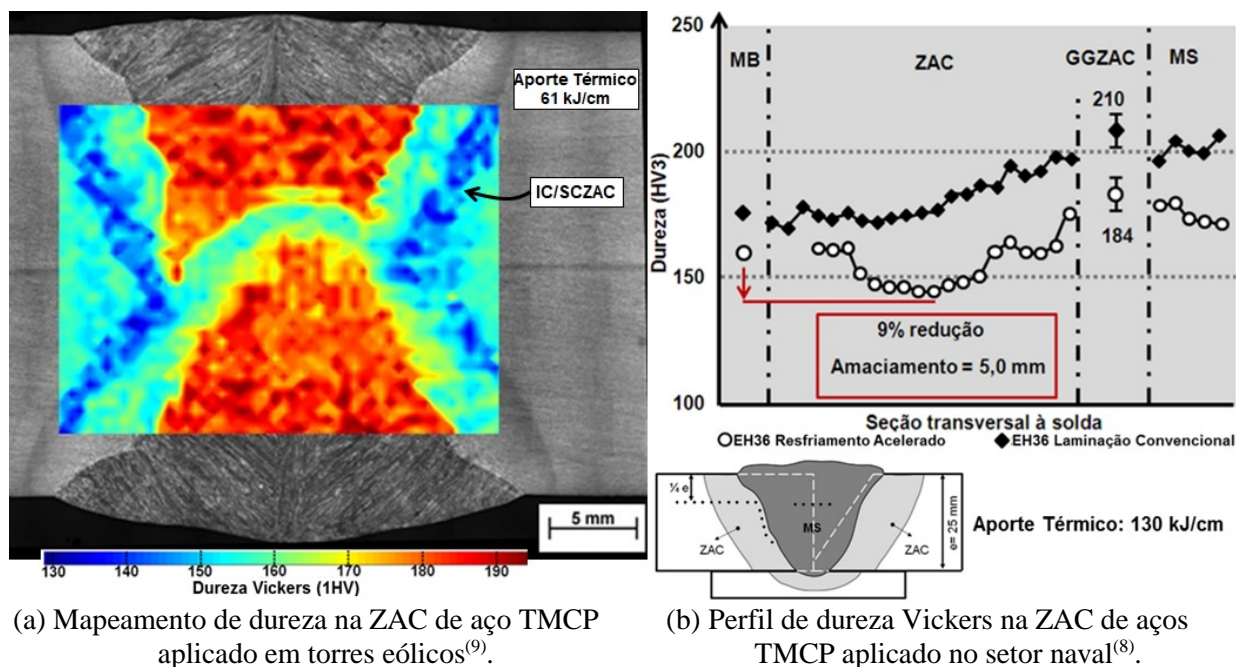 Aporte Térmico
61 kJ/cm
IC/SCZAC
5 mm
130 140 150 160 170 180 190
Dureza Vickers (1HV)
(a) Mapeamento de dureza na ZAC de aço TMCP
aplicado em torres eólicos(9).
250
MB ZAC GGZAC MS
210
200
Dureza (HV3)
184
150
9% redução
Amaciamento = 5,0 mm
100
Seção transversal à solda
EH36 Resfriamento Acelerado EH36 Laminação Convencional
¼ e
MS
ZAC ZAC
e= 25 mm
Aporte Térmico: 130 kJ/cm
(b) Perfil de dureza Vickers na ZAC de aços
TMCP aplicado no setor naval(8).